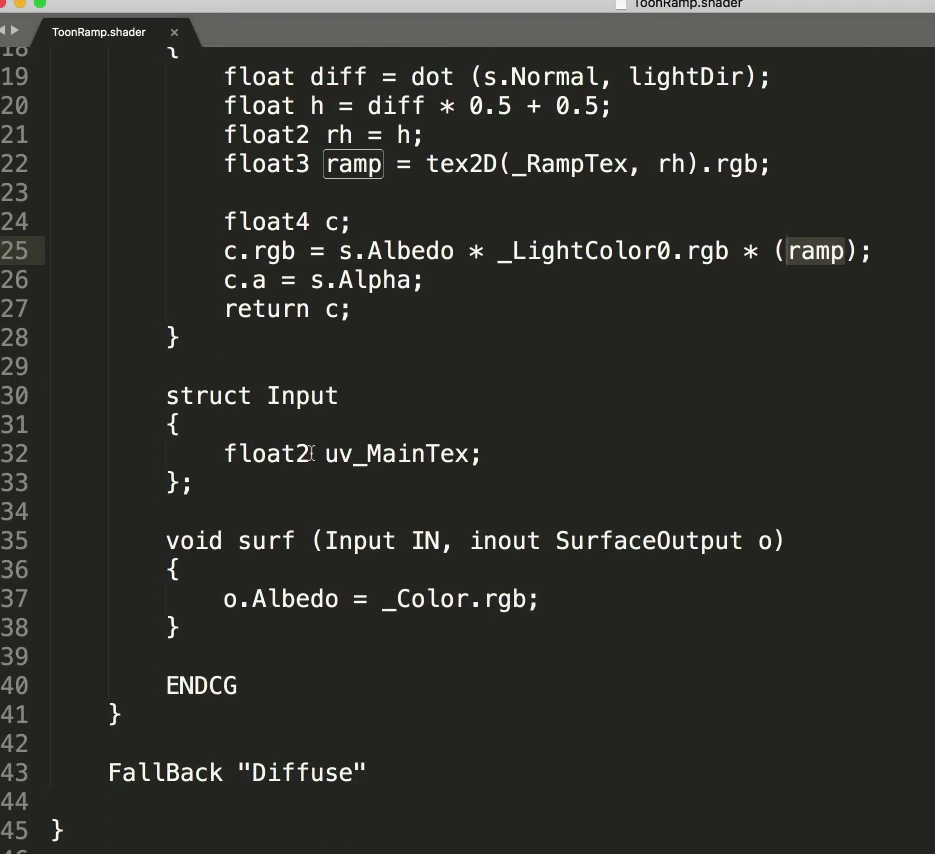 ToonRamp.shader
ToonRamp.shader ×
18 {
19 float diff = dot (s.Normal, lightDir);
20 float h = diff * 0.5 + 0.5;
21 float2 rh = h;
22 float3 ramp = tex2D(_RampTex, rh).rgb;
23
24 float4 c;
25 c.rgb = s.Albedo * _LightColor0.rgb * (ramp);
26 c.a = s.Alpha;
27 return c;
28 }
29
30 struct Input
31 {
32 float2 uv_MainTex;
33 };
34
35 void surf (Input IN, inout SurfaceOutput o)
36 {
37 o.Albedo = _Color.rgb;
38 }
39
40 ENDCG
41 }
42
43 FallBack "Diffuse"
44
45 }
46